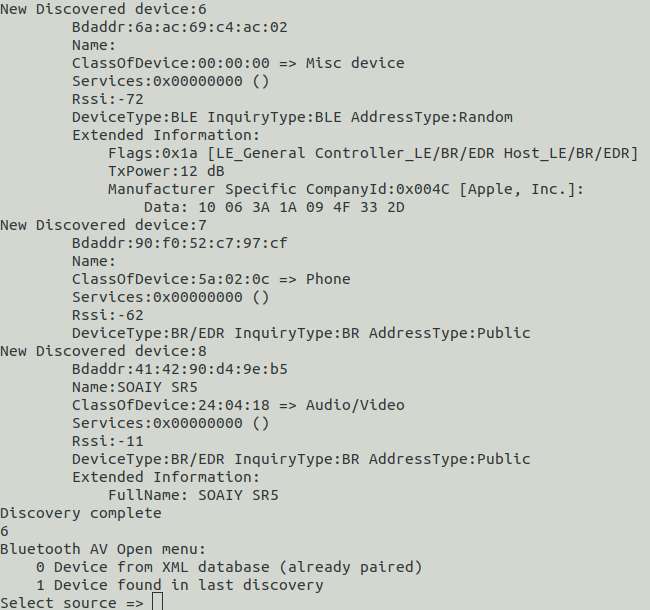 New Discovered device:6
Bdaddr:6a:ac:69:c4:ac:02
Name:
ClassOfDevice:00:00:00 => Misc device
Services:0x00000000 ()
Rssi:-72
DeviceType:BLE InquiryType:BLE AddressType:Random
Extended Information:
Flags:0x1a [LE_General Controller_LE/BR/EDR Host_LE/BR/EDR]
TxPower:12 dB
Manufacturer Specific CompanyId:0x004C [Apple, Inc.]:
Data: 10 06 3A 1A 09 4F 33 2D
New Discovered device:7
Bdaddr:90:f0:52:c7:97:cf
Name:
ClassOfDevice:5a:02:0c => Phone
Services:0x00000000 ()
Rssi:-62
DeviceType:BR/EDR InquiryType:BR AddressType:Public
New Discovered device:8
Bdaddr:41:42:90:d4:9e:b5
Name:SOAIY SR5
ClassOfDevice:24:04:18 => Audio/Video
Services:0x00000000 ()
Rssi:-11
DeviceType:BR/EDR InquiryType:BR AddressType:Public
Extended Information:
FullName: SOAIY SR5
Discovery complete
6
Bluetooth AV Open menu:
0 Device from XML database (already paired)
1 Device found in last discovery
Select source =>